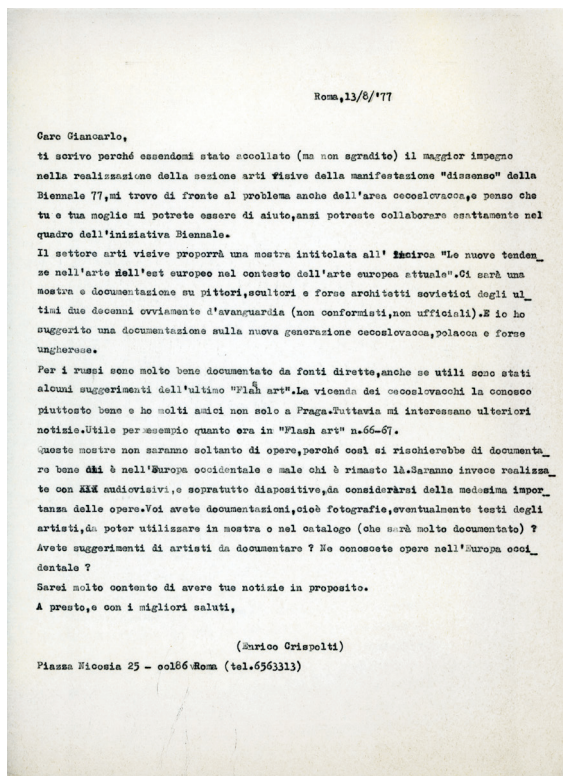 Roma,13/8/'77
Caro Giancarlo,
ti scrivo perché essendomi stato accollato (ma non sgradito) il maggior impegno
nella realizzazione della sezione arti fisive della manifestazione "dissenso" della
Biennale 77,mi trovo di fronte al problema anche dell'area cecoslovacca,e penso che
tu e tua moglie mi potrete essere di aiuto,anzi potreste collaborare esattamente nel
quadro dell'iniziativa Biennale.
Il settore arti visive proporrà una mostra intitolata all' incirca "Le nuove tenden_
ze nell'arte dell'est europeo nel contesto dell'arte europea attuale".Ci sarà una
mostra e documentazione su pittori,scultori e forse architetti sovietici degli ul_
timi due decenni ovviamente d'avanguardia (non conformisti,non ufficiali).E io ho
suggerito una documentazione sulla nuova generazione cecoslovacca,polacca e forse
ungherese.
Per i russi sono molto bene documentato da fonti dirette,anche se utili sono stati
alcuni suggerimenti dell'ultimo "Flash art".La vicenda dei cecoslovacchi la conosco
piuttosto bene e ho molti amici non solo a Praga.Tuttavia mi interessano ulteriori
notizie.Utile per esempio quanto era in "Flash art" n.66-67.
Queste mostre non saranno soltanto di opere,perché così si rischierebbe di documenta_
re bene chi è nell'Europa occidentale e male chi è rimasto là.Saranno invece realizza_
te con audiovisivi,e sopratutto diapositive,da considerarsi della medesima impor_
tanza delle opere.Voi avete documentazioni,cioè fotografie,eventualmente testi degli
artisti,da poter utilizzare in mostra o nel catalogo (che sarà molto documentato) ?
Avete suggerimenti di artisti da documentare ? Ne conoscete opere nell'Europa occi_
dentale ?
Sarei molto contento di avere tue notizie in proposito.
A presto,e con i migliori saluti,
(Enrico Crispolti)
Piazza Nicosia 25 - oo186 Roma (tel.6563313)